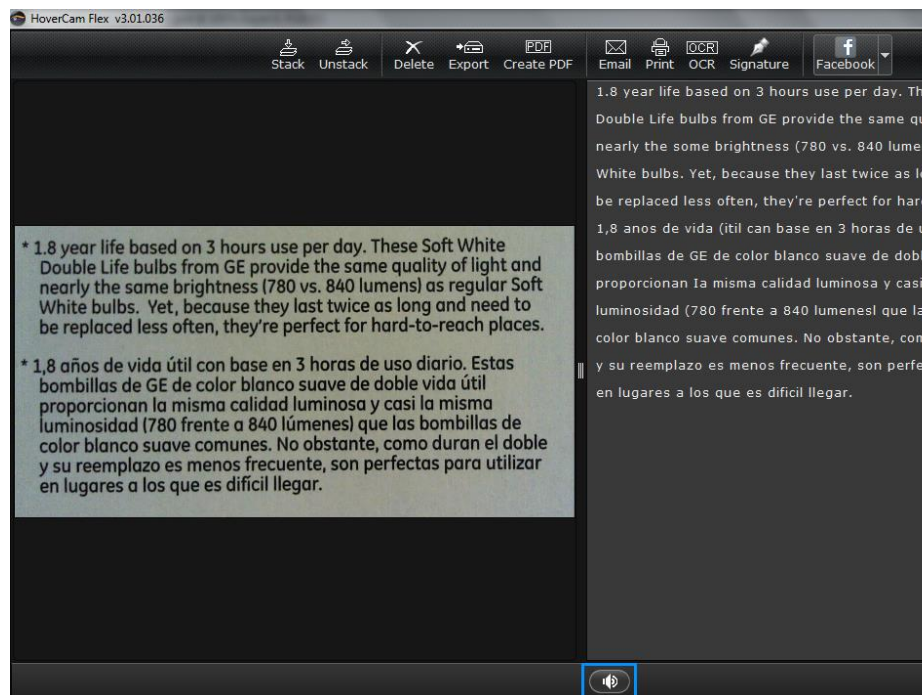 HoverCam Flex v3.01.036
Stack Unstack Delete Export Create PDF Email Print OCR Signature Facebook
PDF OCR f
* 1.8 year life based on 3 hours use per day. These Soft White
Double Life bulbs from GE provide the same quality of light and
nearly the same brightness (780 vs. 840 lumens) as regular Soft
White bulbs. Yet, because they last twice as long and need to
be replaced less often, they're perfect for hard-to-reach places.
* 1,8 años de vida útil con base en 3 horas de uso diario. Estas
bombillas de GE de color blanco suave de doble vida útil
proporcionan la misma calidad luminosa y casi la misma
luminosidad (780 frente a 840 lúmenes) que las bombillas de
color blanco suave comunes. No obstante, como duran el doble
y su reemplazo es menos frecuente, son perfectas para utilizar
en lugares a los que es difícil llegar.
1.8 year life based on 3 hours use per day. Th
Double Life bulbs from GE provide the same qu
nearly the some brightness (780 vs. 840 lume
White bulbs. Yet, because they last twice as l
be replaced less often, they're perfect for har
1,8 anos de vida (itil can base en 3 horas de u
bombillas de GE de color blanco suave de dobl
proporcionan Ia misma calidad luminosa y casi
luminosidad (780 frente a 840 lumenesl que la
color blanco suave comunes. No obstante, com
y su reemplazo es menos frecuente, son perfe
en lugares a los que es dificil llegar.